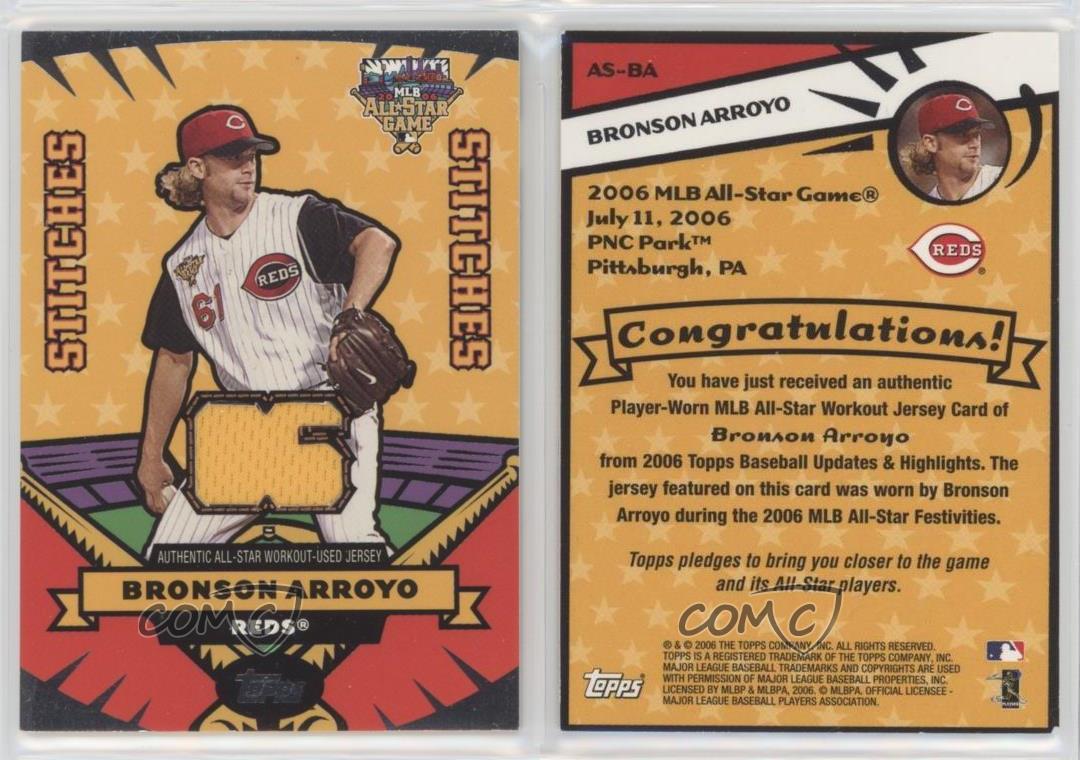 MLB
2006
ALL-STAR
GAME
STITCHES
STITCHES
C
REDS
61
06
AUTHENTIC ALL-STAR WORKOUT-USED JERSEY
BRONSON ARROYO
REDS®
Topps
COMC
AS-BA
BRONSON ARROYO
2006 MLB All-Star Game®
July 11, 2006
PNC Park™
Pittsburgh, PA
REDS®
Congratulations!
You have just received an authentic
Player-Worn MLB All-Star Workout Jersey Card of
Bronson Arroyo
from 2006 Topps Baseball Updates & Highlights. The
jersey featured on this card was worn by Bronson
Arroyo during the 2006 MLB All-Star Festivities.
Topps pledges to bring you closer to the game
and its All-Star players.
COMC
® & © 2006 THE TOPPS COMPANY, INC. ALL RIGHTS RESERVED.
TOPPS IS A REGISTERED TRADEMARK OF THE TOPPS COMPANY, INC.
MAJOR LEAGUE BASEBALL TRADEMARKS AND COPYRIGHTS ARE USED
WITH PERMISSION OF MAJOR LEAGUE BASEBALL PROPERTIES, INC.
LICENSED BY MLBP & MLBPA, 2006. © MLBPA. OFFICIAL LICENSEE -
MAJOR LEAGUE BASEBALL PLAYERS ASSOCIATION.
Topps